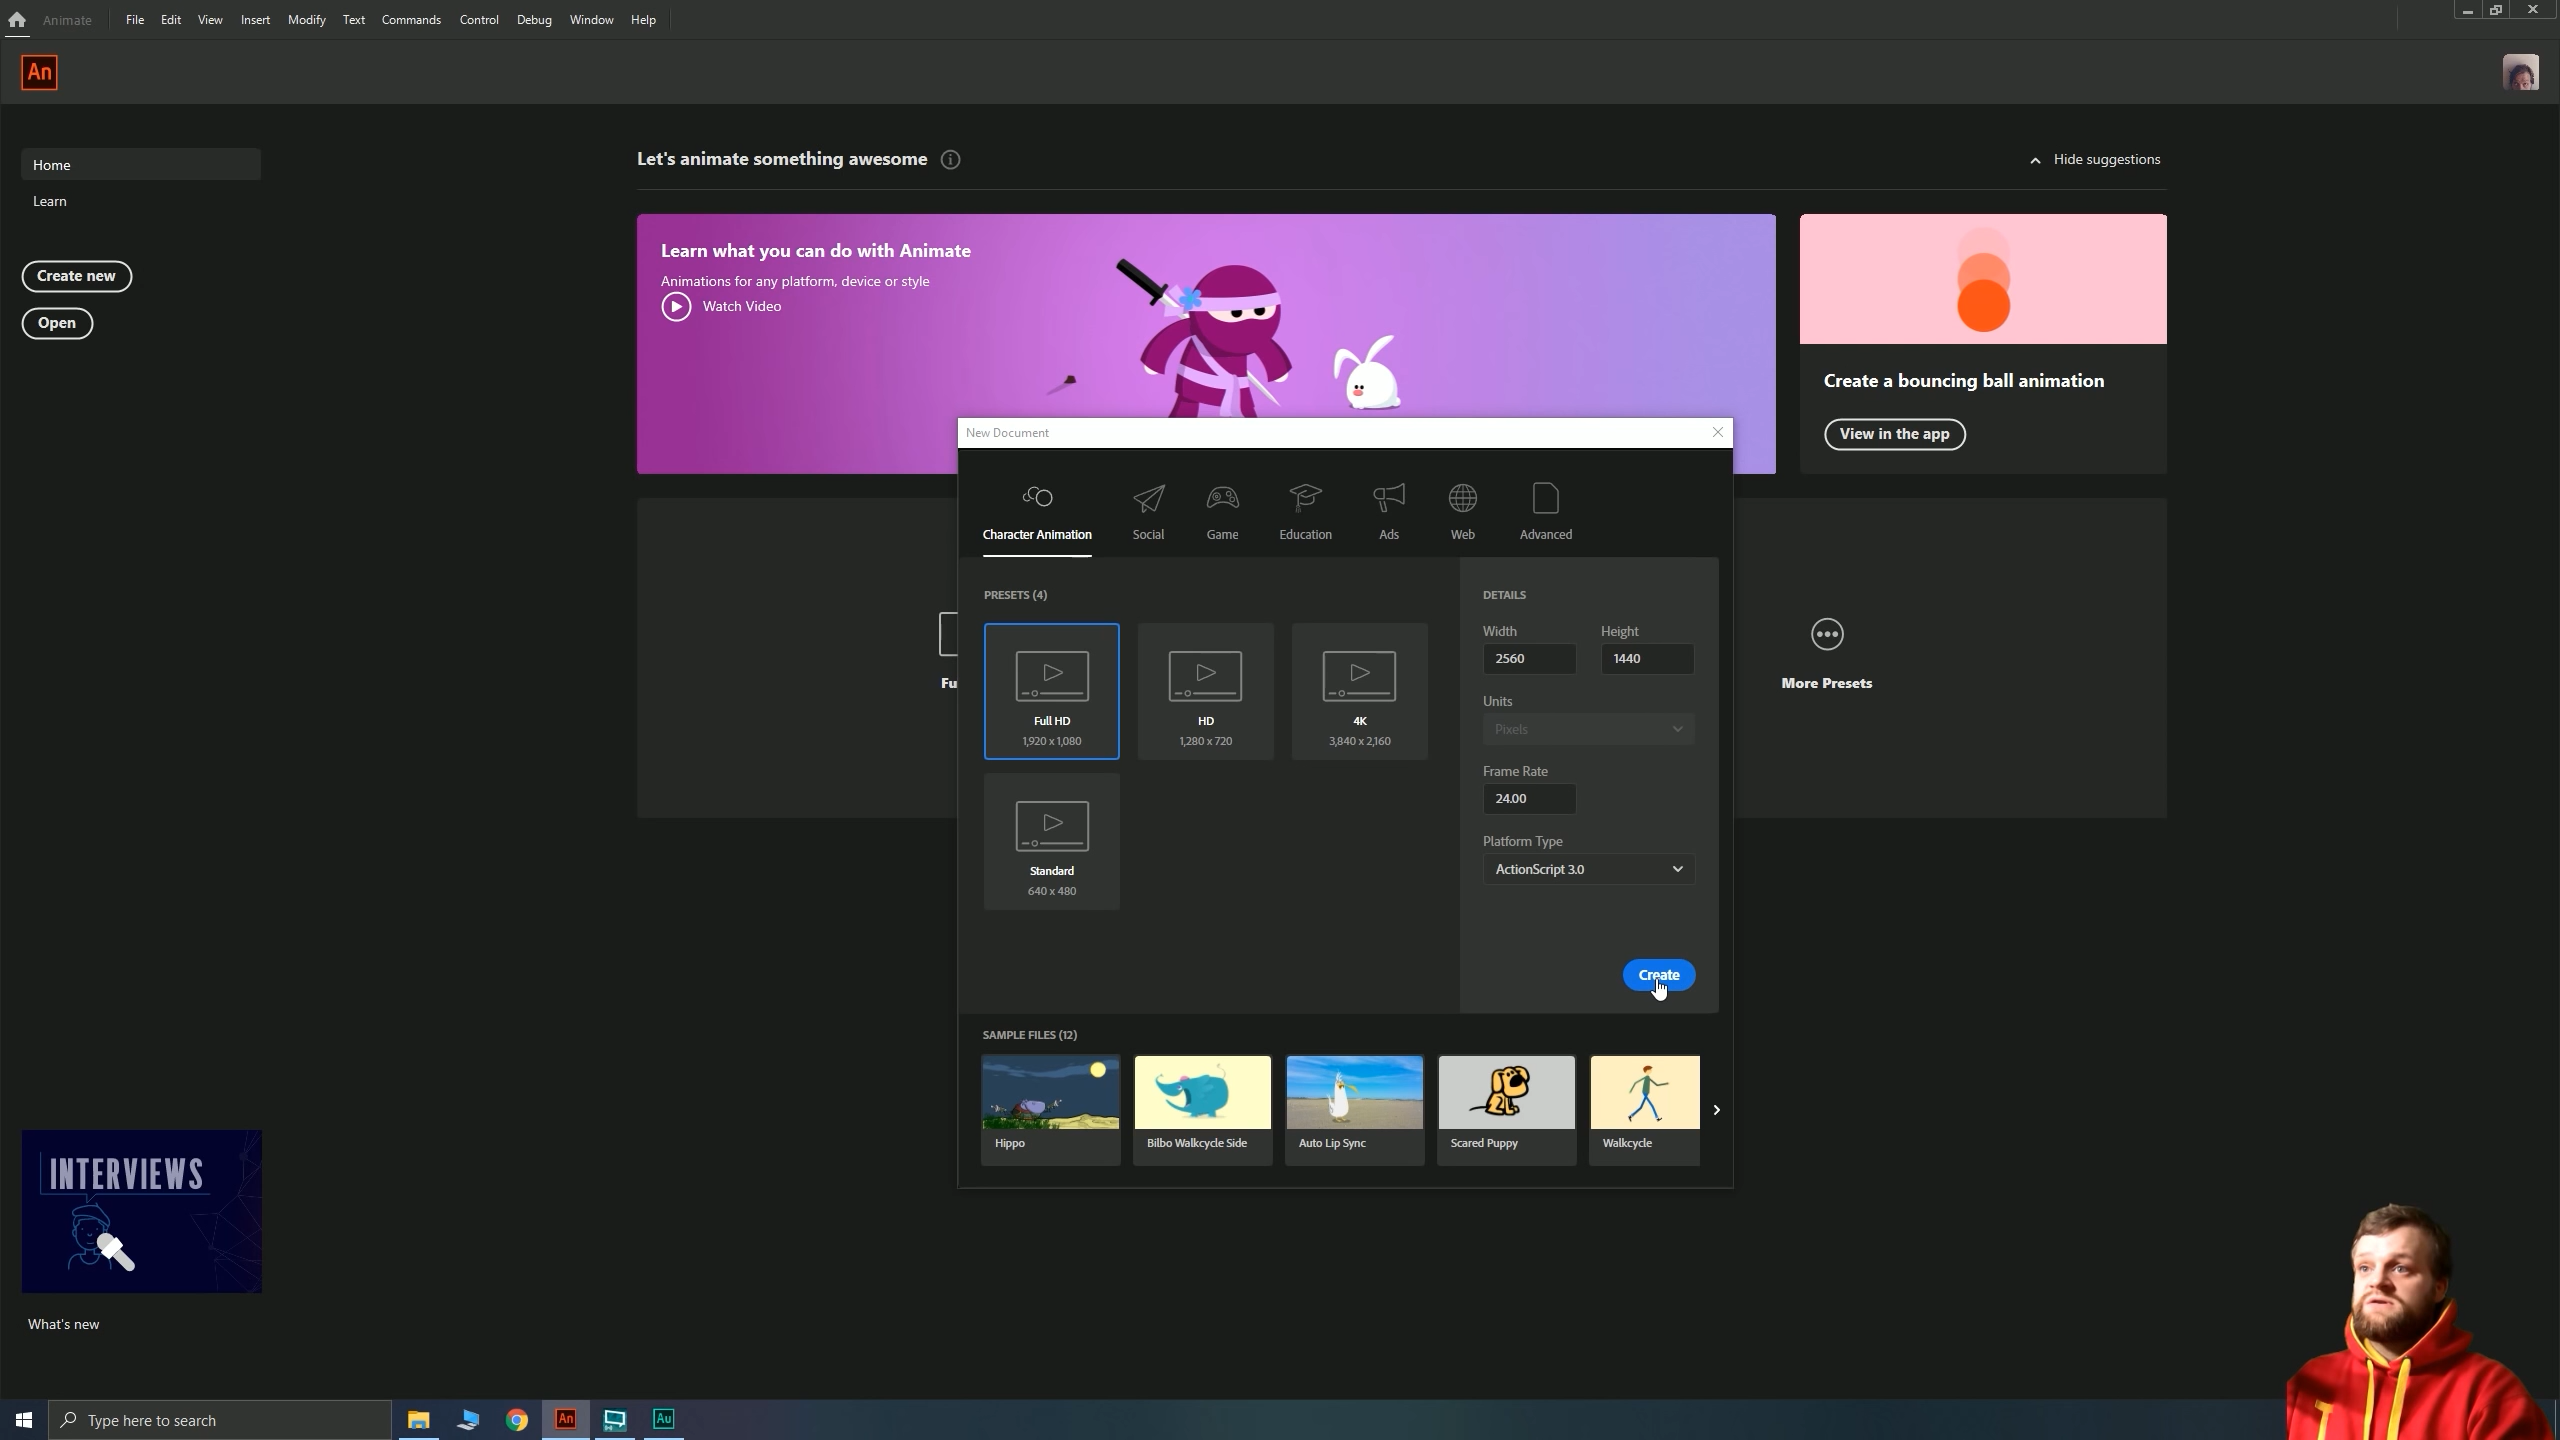 Animate File Edit View Insert Modify Text Commands Control Debug Window Help
An
Home
Learn
Create new
Open
Let's animate something awesome
Hide suggestions
Learn what you can do with Animate
Animations for any platform, device or style
Watch Video
Create a bouncing ball animation
View in the app
Fu
More Presets
New Document
Character Animation Social Game Education Ads Web Advanced
PRESETS (4)
Full HD
1,920 x 1,080
HD
1,280 x 720
4K
3,840 x 2,160
Standard
640 x 480
DETAILS
Width Height
2560 1440
Units
Pixels
Frame Rate
24.00
Platform Type
ActionScript 3.0
Create
SAMPLE FILES (12)
Hippo
Bilbo Walkcycle Side
Auto Lip Sync
Scared Puppy
Walkcycle
INTERVIEWS
What's new
Type here to search
An
Au